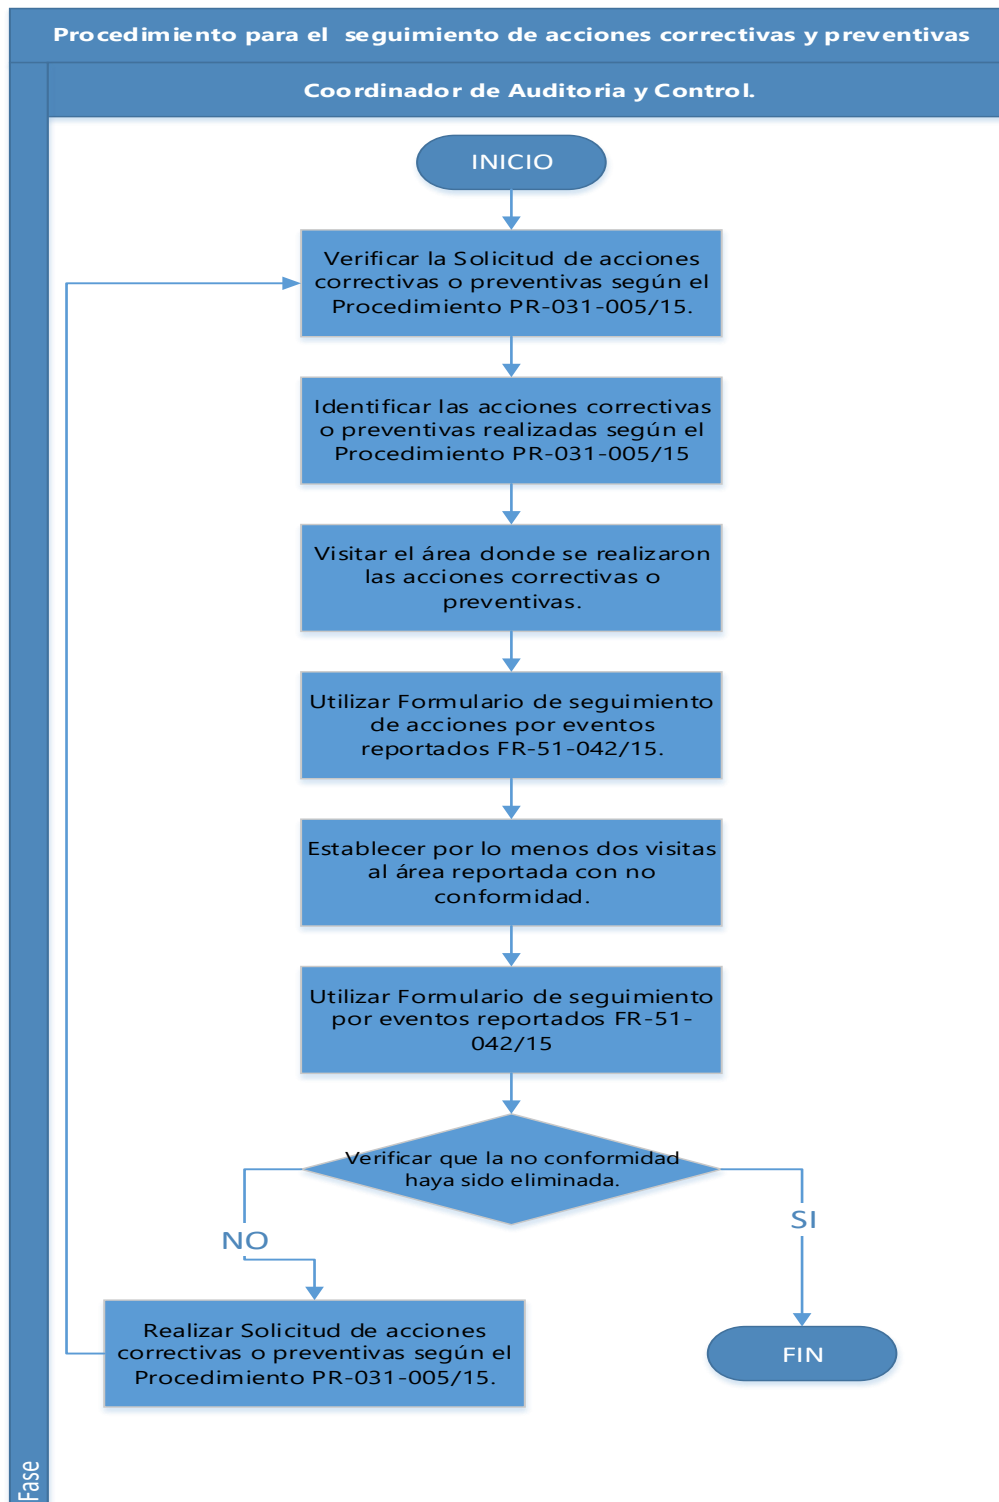 Procedimiento para el seguimiento de acciones correctivas y preventivas
Coordinador de Auditoria y Control.
INICIO
Verificar la Solicitud de acciones
correctivas o preventivas según el
Procedimiento PR-031-005/15.
Identificar las acciones correctivas
o preventivas realizadas según el
Procedimiento PR-031-005/15
Visitar el área donde se realizaron
las acciones correctivas o
preventivas.
Utilizar Formulario de seguimiento
de acciones por eventos
reportados FR-51-042/15.
Establecer por lo menos dos visitas
al área reportada con no
conformidad.
Utilizar Formulario de seguimiento
por eventos reportados FR-51-
042/15
Verificar que la no conformidad
haya sido eliminada.
NO
SI
Realizar Solicitud de acciones
correctivas o preventivas según el
Procedimiento PR-031-005/15.
FIN
Fase